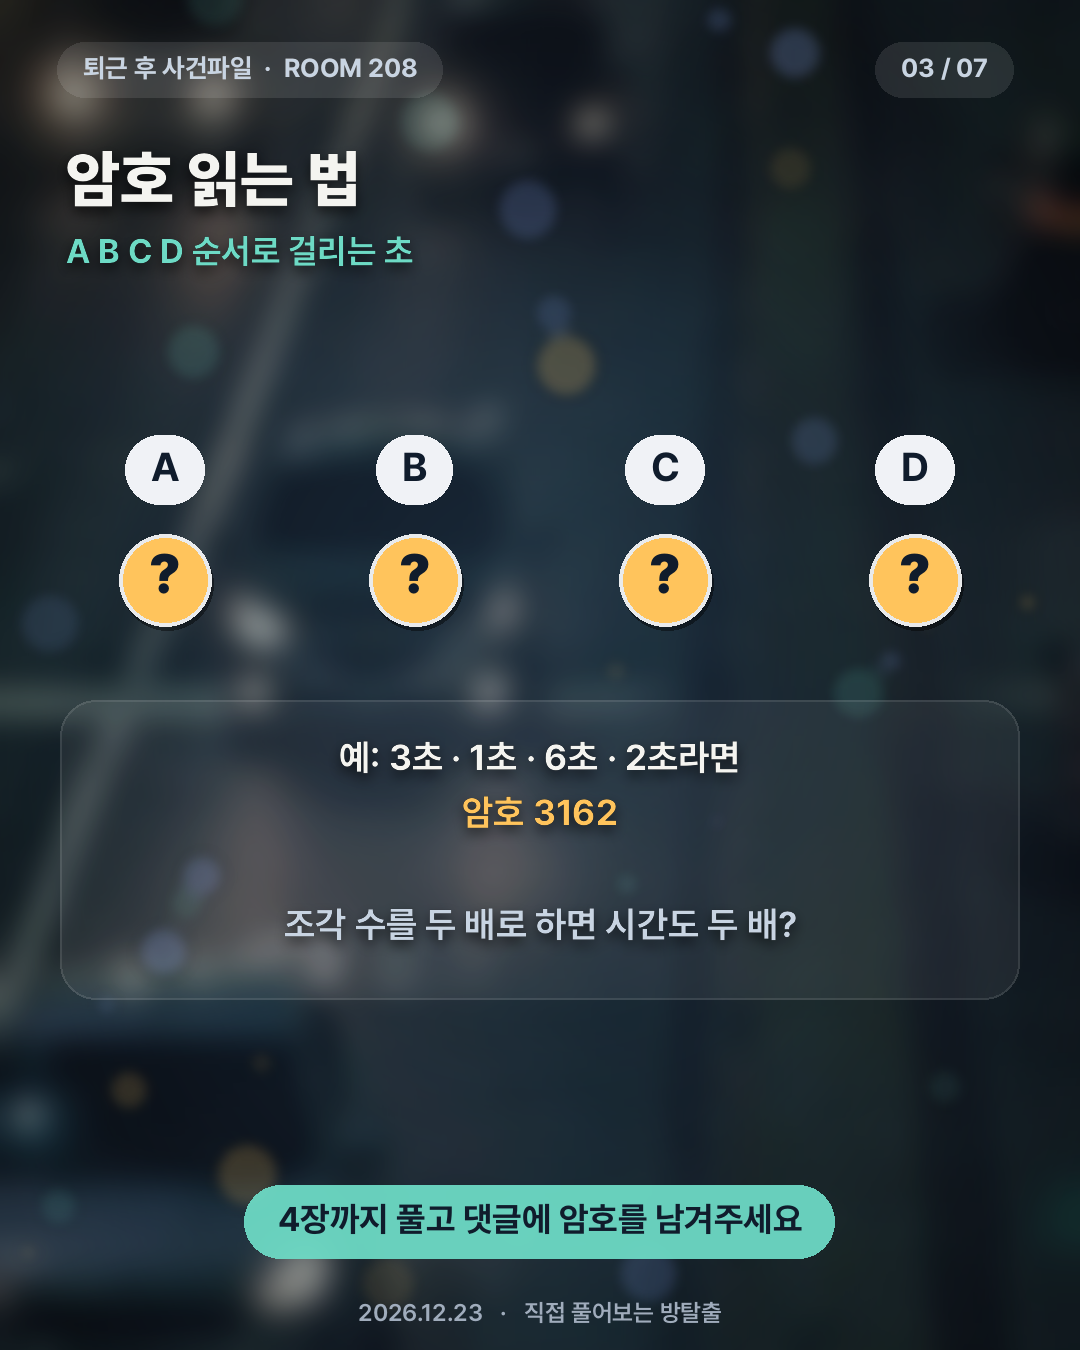 퇴근 후 사건파일 · ROOM 208
03 / 07
암호 읽는 법
A B C D 순서로 걸리는 초
A B C D
? ? ? ?
예: 3초 · 1초 · 6초 · 2초라면
암호 3162
조각 수를 두 배로 하면 시간도 두 배?
4장까지 풀고 댓글에 암호를 남겨주세요
2026.12.23 · 직접 풀어보는 방탈출